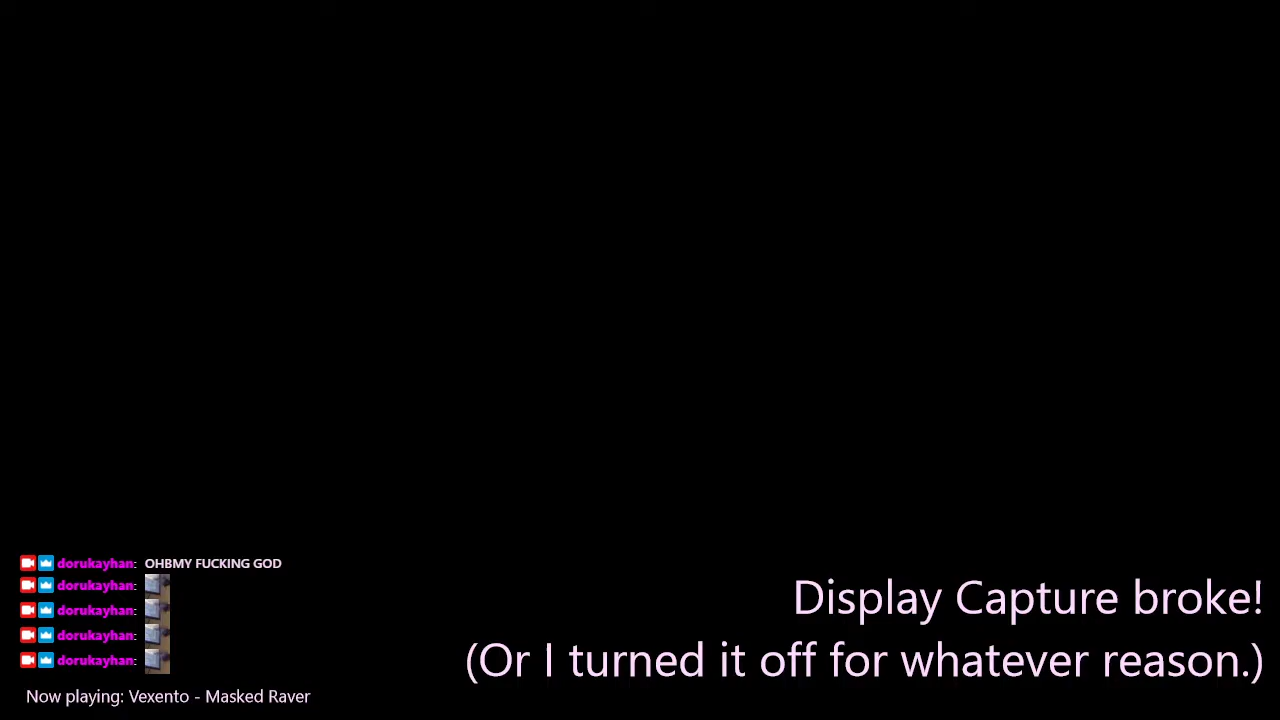 dorukayhan: OHBMY FUCKING GOD
dorukayhan:
dorukayhan:
dorukayhan:
dorukayhan:
Display Capture broke!
(Or I turned it off for whatever reason.)
Now playing: Vexento - Masked Raver